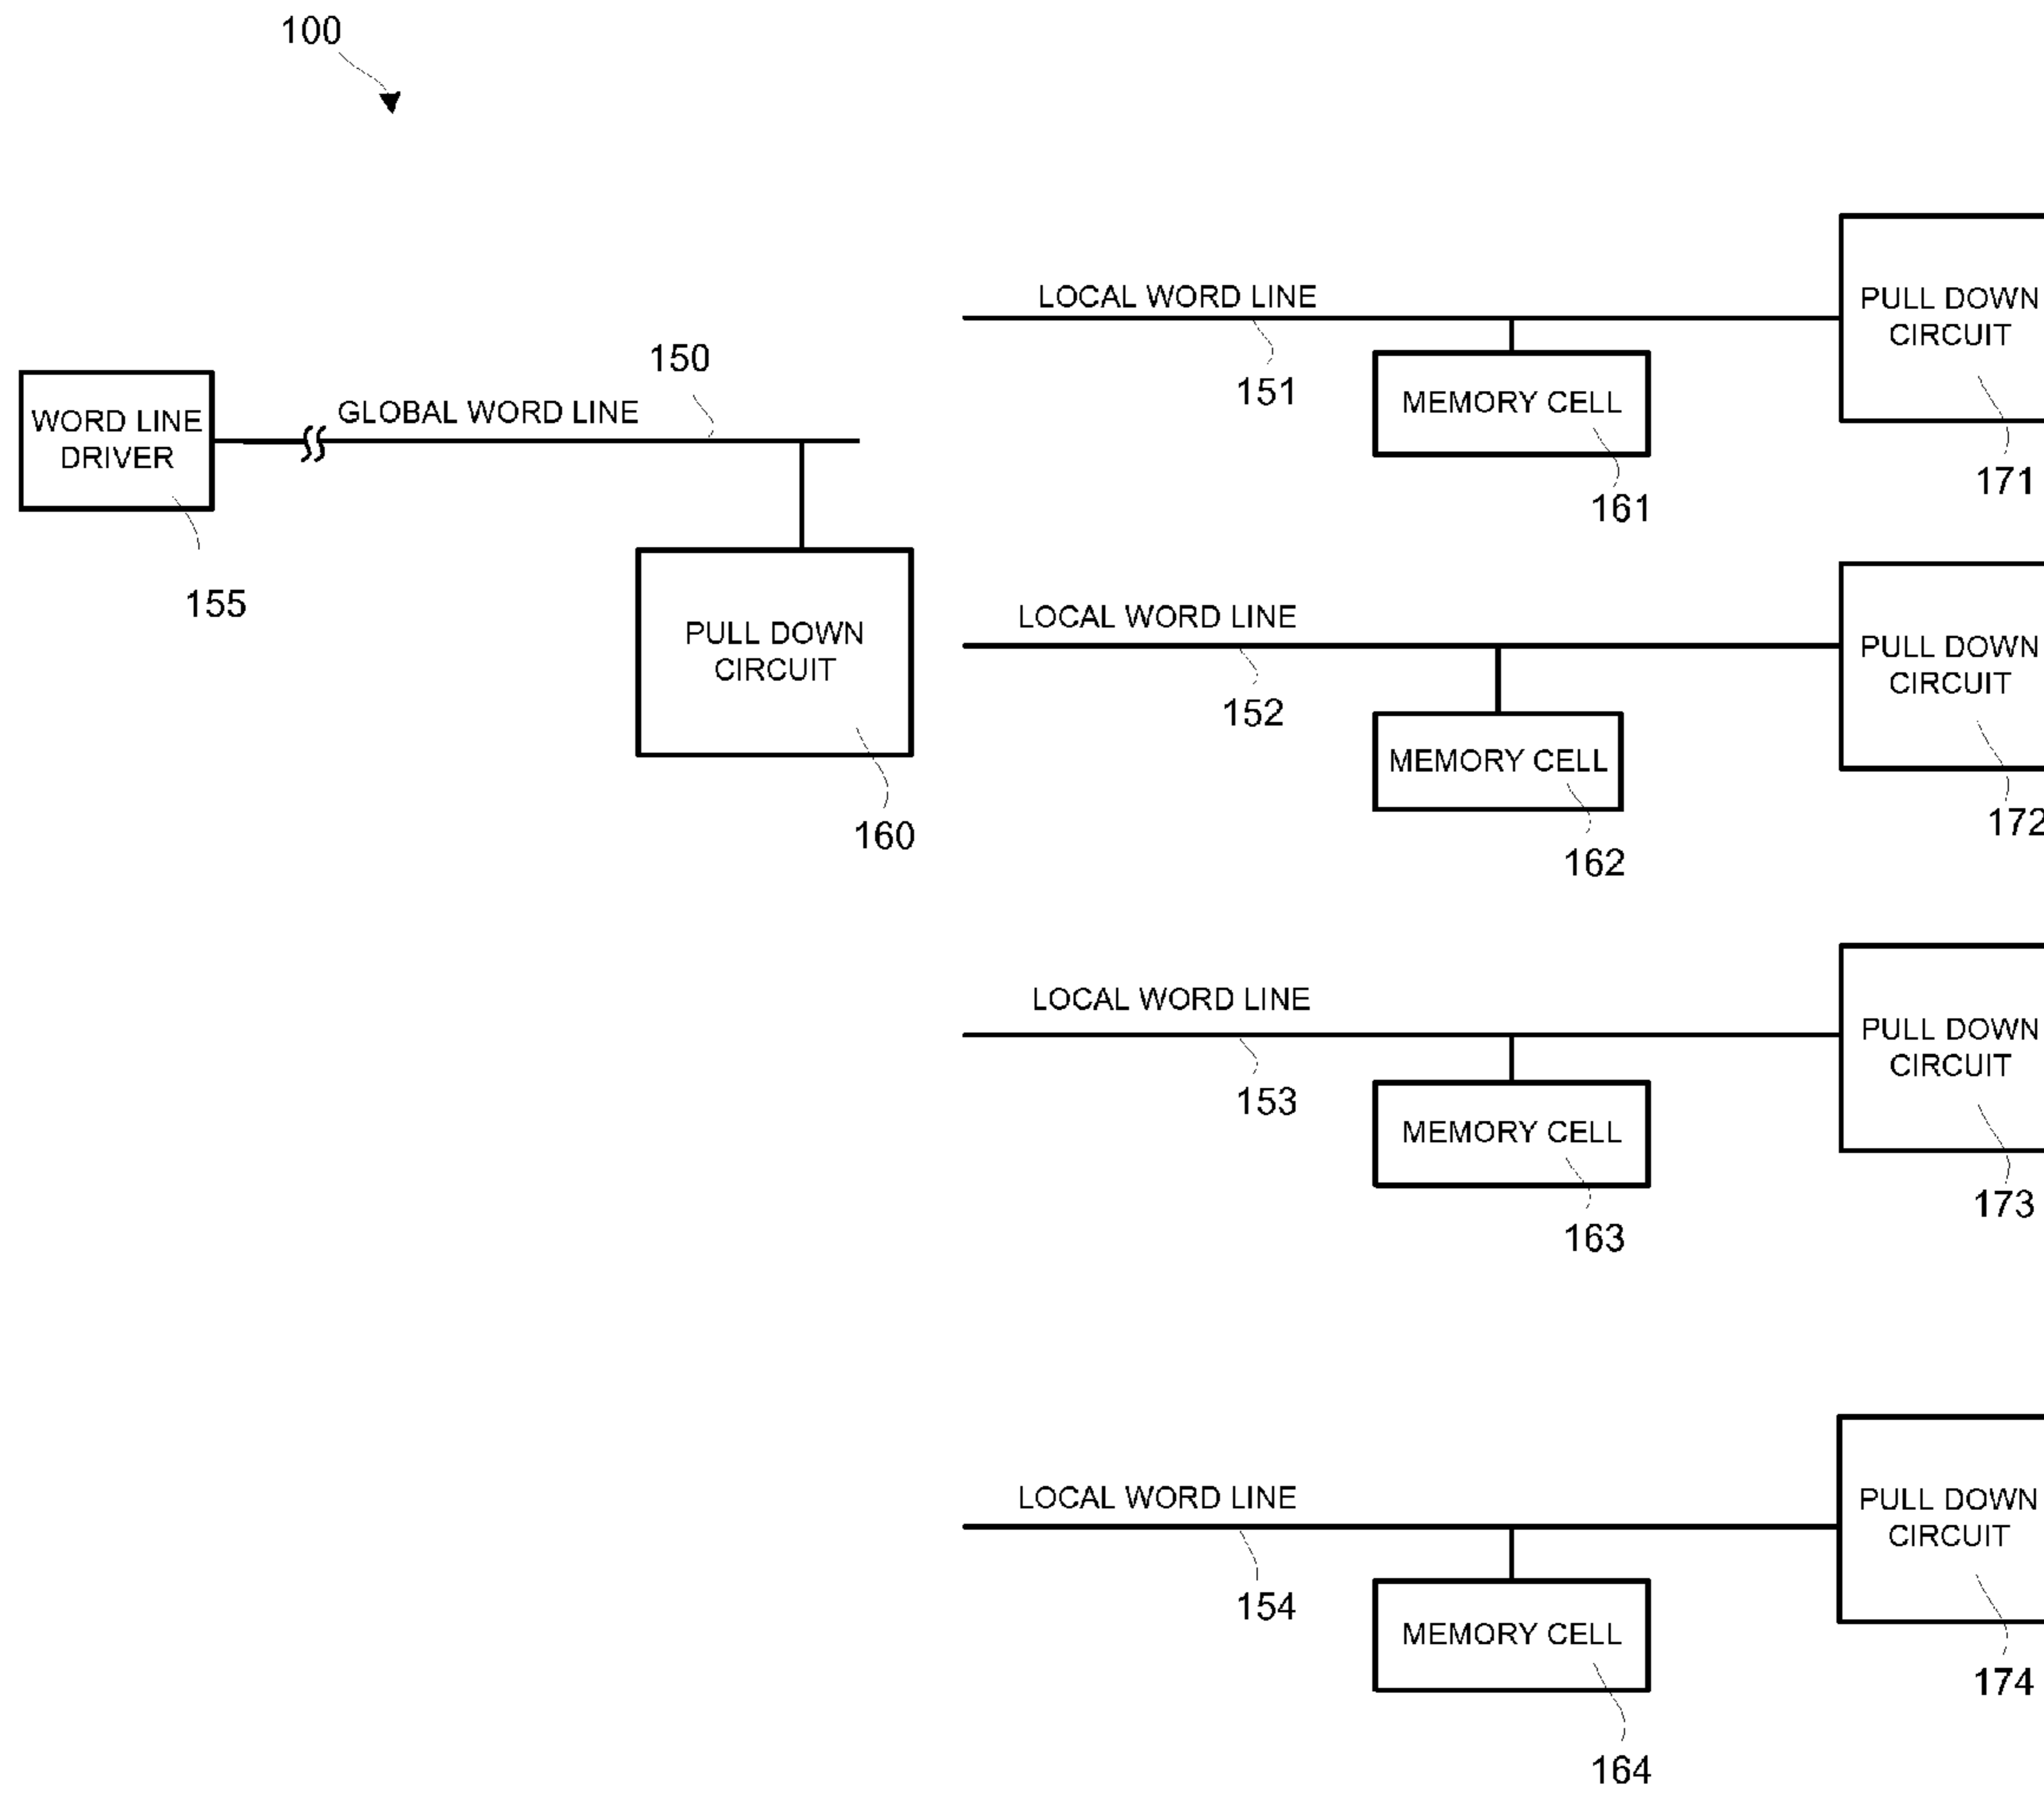 100
LOCAL WORD LINE
PULL DOWN
CIRCUIT
151
MEMORY CELL
161
171
150
GLOBAL WORD LINE
WORD LINE
DRIVER
155
PULL DOWN
CIRCUIT
160
LOCAL WORD LINE
PULL DOWN
CIRCUIT
152
MEMORY CELL
162
172
LOCAL WORD LINE
PULL DOWN
CIRCUIT
153
MEMORY CELL
163
173
LOCAL WORD LINE
PULL DOWN
CIRCUIT
154
MEMORY CELL
164
174